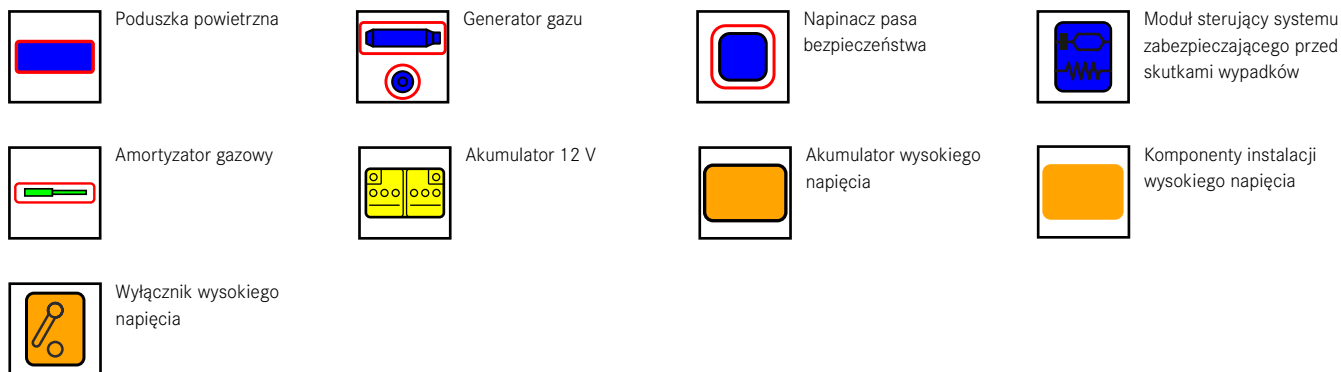 Poduszka powietrzna
Generator gazu
Napinacz pasa
bezpieczeństwa
Moduł sterujący systemu
zabezpieczającego przed
skutkami wypadków
Amortyzator gazowy
Akumulator 12 V
Akumulator wysokiego
napięcia
Komponenty instalacji
wysokiego napięcia
Wyłącznik wysokiego
napięcia